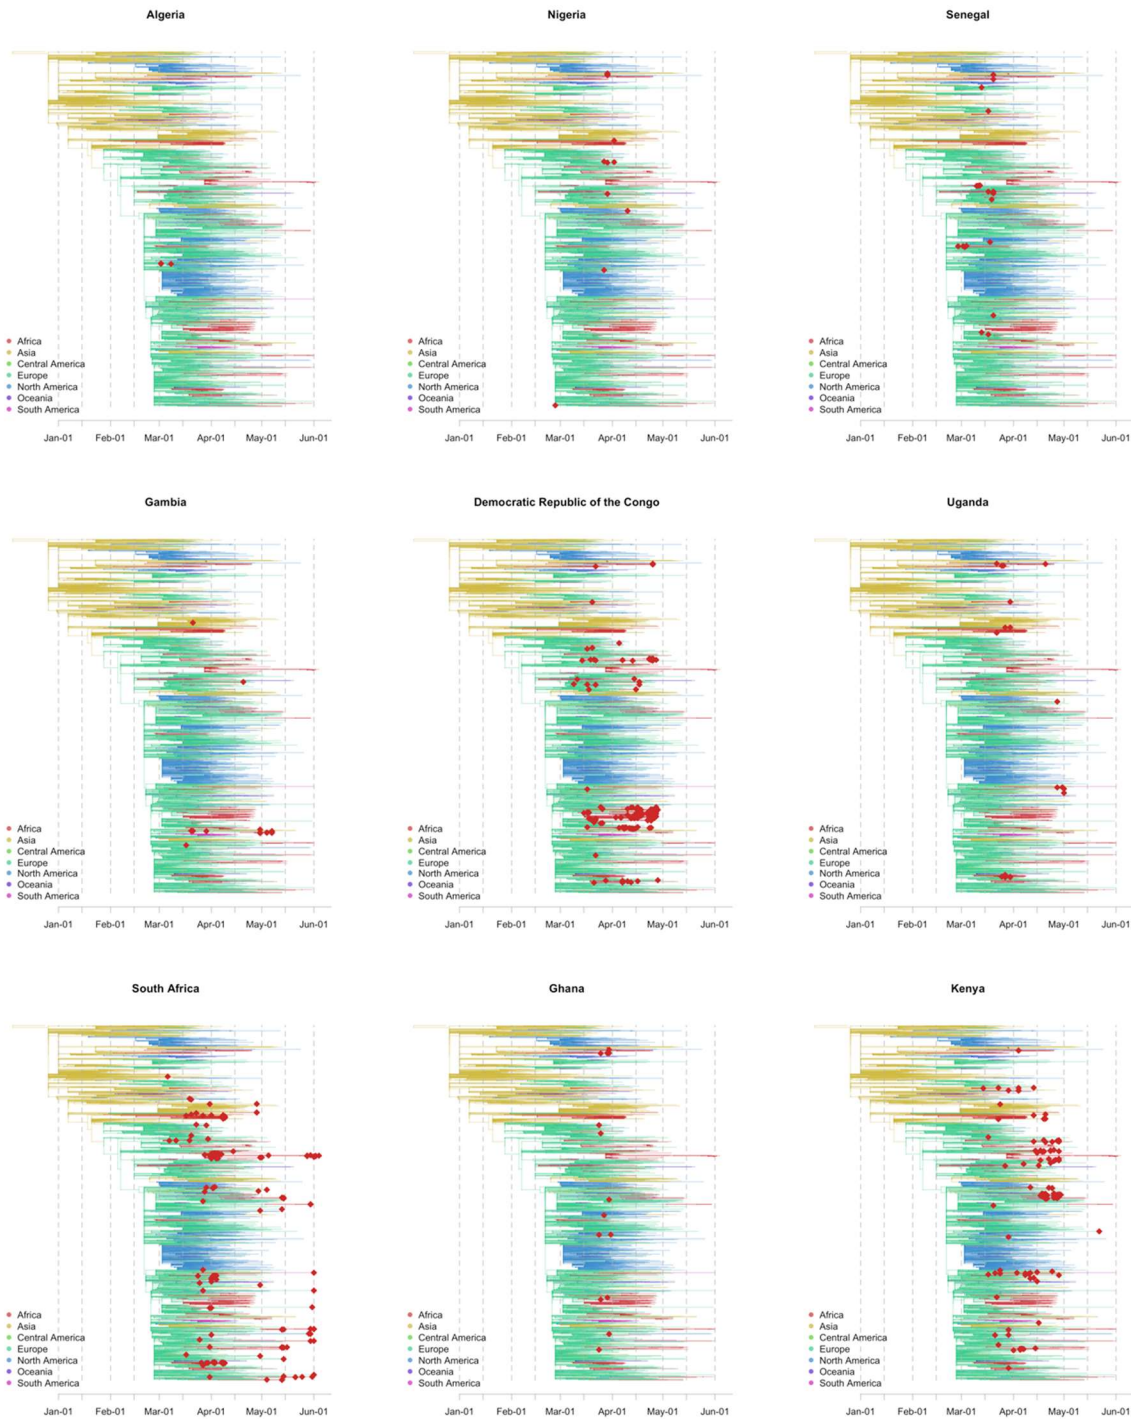 Algeria
Nigeria
Senegal
Africa
Asia
Central America
Europe
North America
Oceania
South America
Jan-01 Feb-01 Mar-01 Apr-01 May-01 Jun-01
Africa
Asia
Central America
Europe
North America
Oceania
South America
Jan-01 Feb-01 Mar-01 Apr-01 May-01 Jun-01
Africa
Asia
Central America
Europe
North America
Oceania
South America
Jan-01 Feb-01 Mar-01 Apr-01 May-01 Jun-01
Gambia
Democratic Republic of the Congo
Uganda
Africa
Asia
Central America
Europe
North America
Oceania
South America
Jan-01 Feb-01 Mar-01 Apr-01 May-01 Jun-01
Africa
Asia
Central America
Europe
North America
Oceania
South America
Jan-01 Feb-01 Mar-01 Apr-01 May-01 Jun-01
Africa
Asia
Central America
Europe
North America
Oceania
South America
Jan-01 Feb-01 Mar-01 Apr-01 May-01 Jun-01
South Africa
Ghana
Kenya
Africa
Asia
Central America
Europe
North America
Oceania
South America
Jan-01 Feb-01 Mar-01 Apr-01 May-01 Jun-01
Africa
Asia
Central America
Europe
North America
Oceania
South America
Jan-01 Feb-01 Mar-01 Apr-01 May-01 Jun-01
Africa
Asia
Central America
Europe
North America
Oceania
South America
Jan-01 Feb-01 Mar-01 Apr-01 May-01 Jun-01